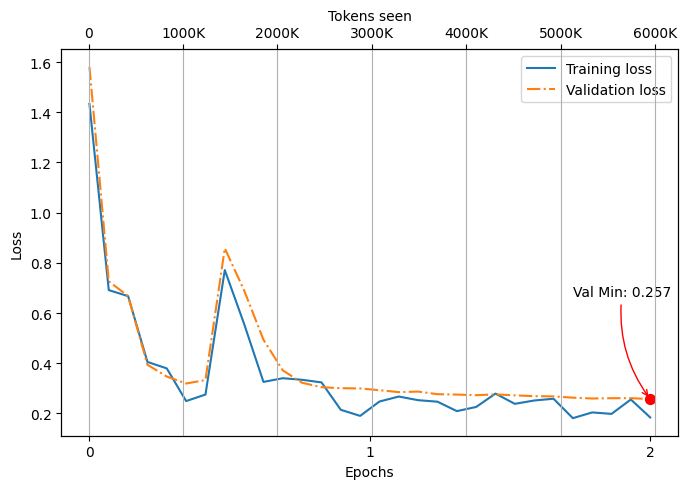 Tokens seen
0 1000K 2000K 3000K 4000K 5000K 6000K
Training loss
Validation loss
1.6
1.4
1.2
1.0
0.8
0.6
0.4
0.2
Loss
Val Min: 0.257
0 1 2
Epochs